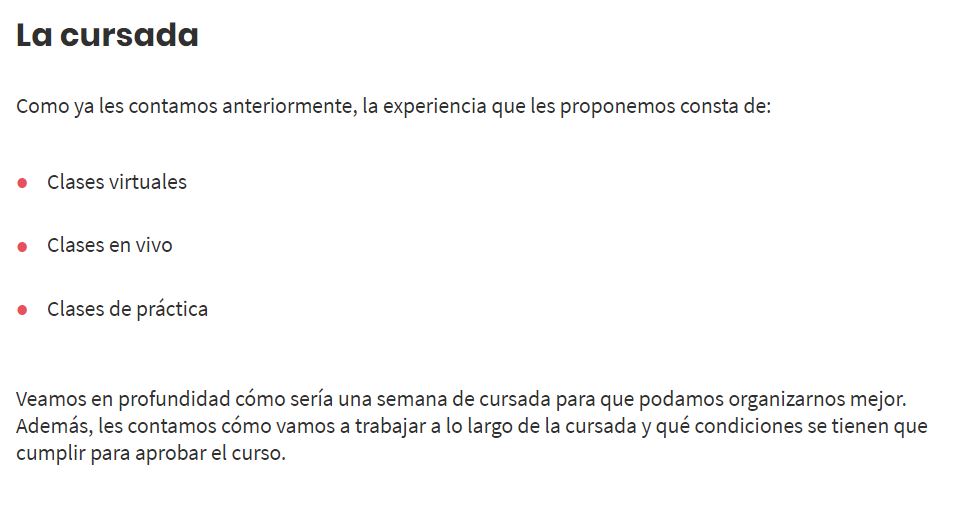 La cursada
Como ya les contamos anteriormente, la experiencia que les proponemos consta de:
Clases virtuales
Clases en vivo
Clases de práctica
Veamos en profundidad cómo sería una semana de cursada para que podamos organizarnos mejor.
Además, les contamos cómo vamos a trabajar a lo largo de la cursada y qué condiciones se tienen que
cumplir para aprobar el curso.